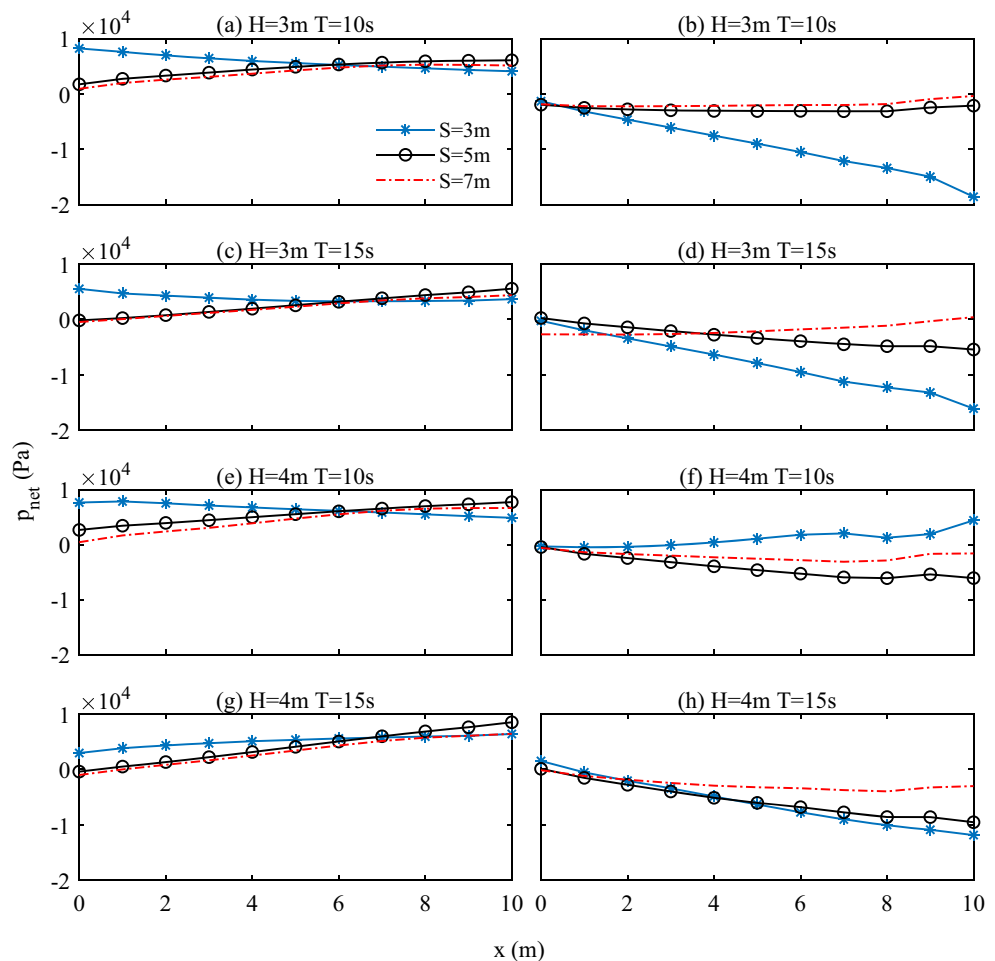 ×10⁴
(a) H=3m T=10s
(b) H=3m T=10s
1
0
-1
-2
S=3m
S=5m
S=7m
×10⁴
(c) H=3m T=15s
(d) H=3m T=15s
1
0
-1
-2
p_net (Pa)
×10⁴
(e) H=4m T=10s
(f) H=4m T=10s
1
0
-1
-2
×10⁴
(g) H=4m T=15s
(h) H=4m T=15s
1
0
-1
-2
0 2 4 6 8 10
0 2 4 6 8 10
x (m)